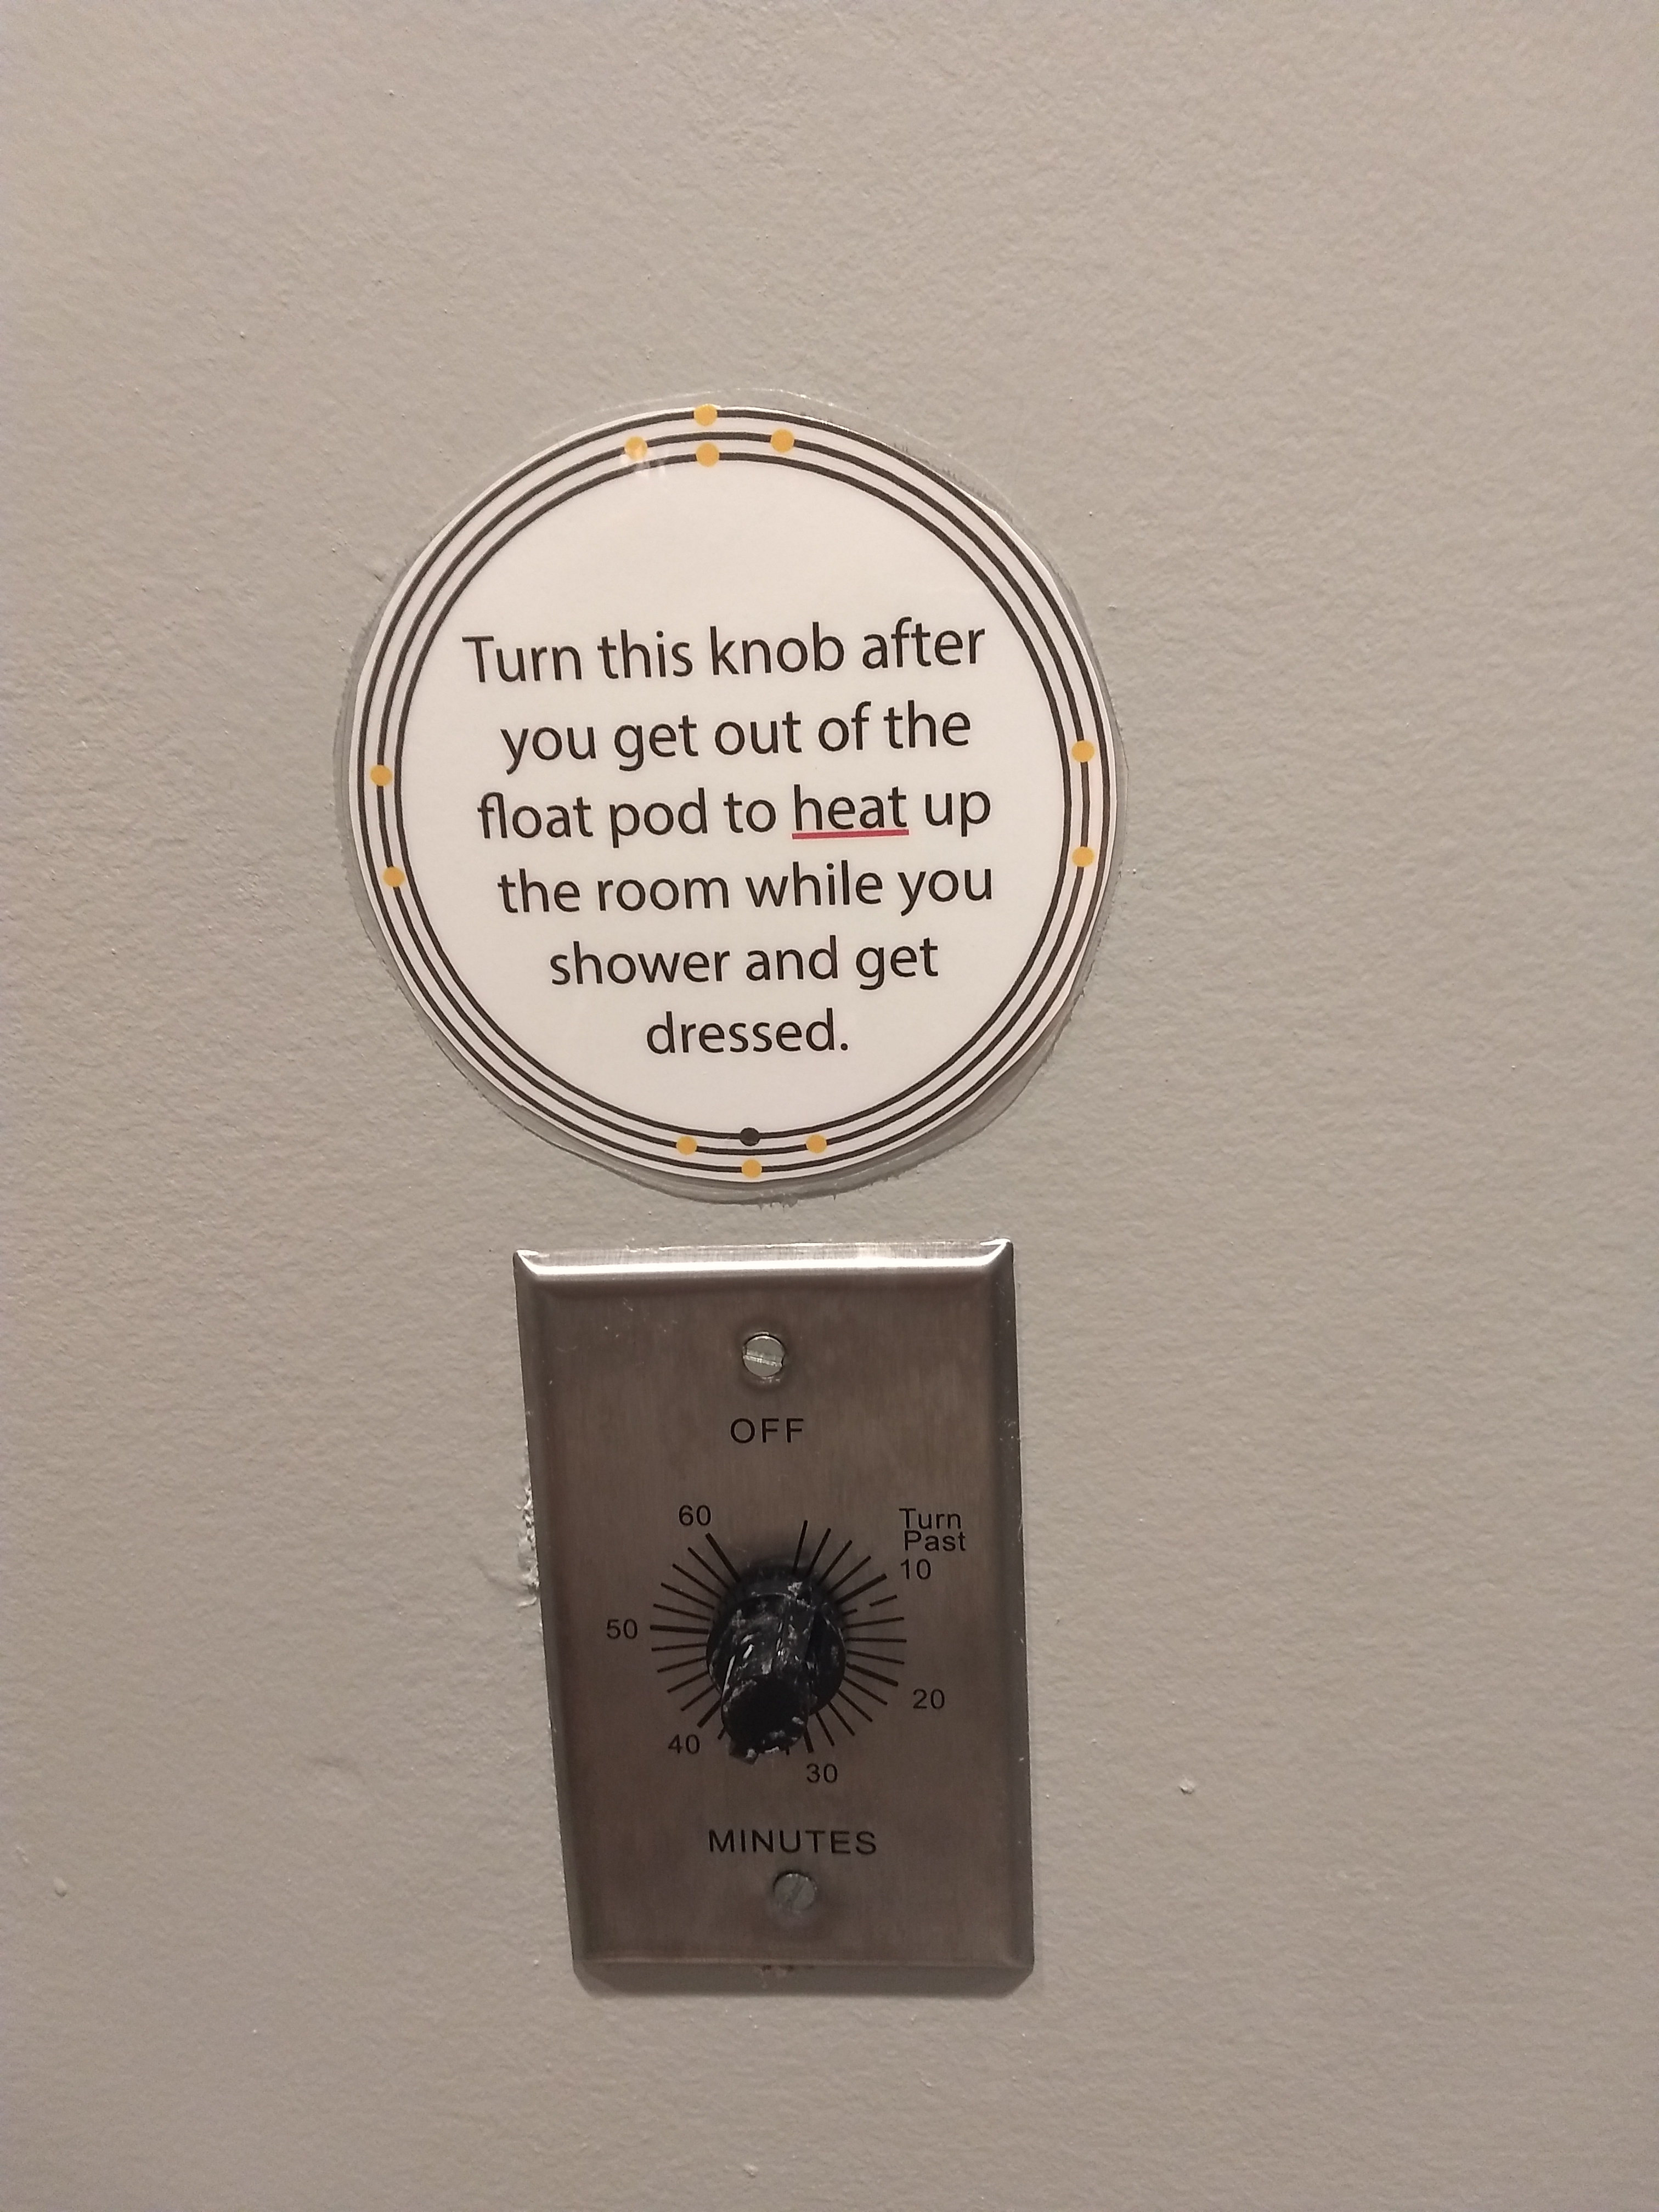 Turn this knob after
you get out of the
float pod to heat up
the room while you
shower and get
dressed.
OFF
60
Turn
Past
10
50
20
40
30
MINUTES